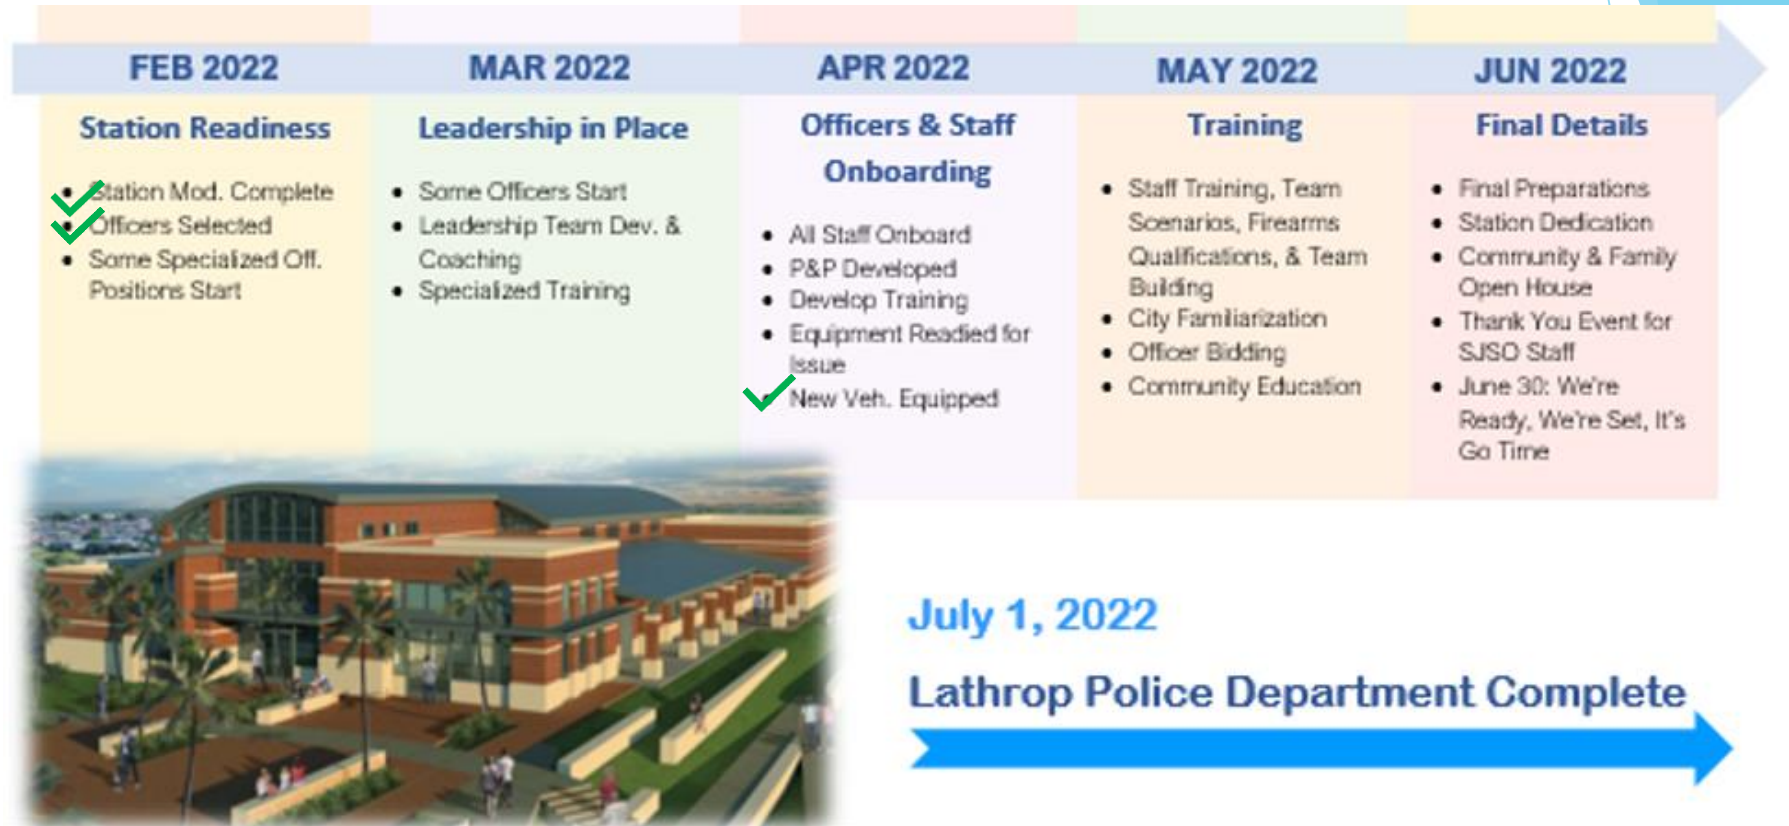 FEB 2022
MAR 2022
APR 2022
MAY 2022
JUN 2022
Station Readiness
• Station Mod. Complete
• Officers Selected
• Some Specialized Off.
Positions Start
Leadership in Place
• Some Officers Start
• Leadership Team Dev. &
Coaching
• Specialized Training
Officers & Staff
Onboarding
• All Staff Onboard
• P&P Developed
• Develop Training
• Equipment Readied for
Issue
• New Veh. Equipped
Training
• Staff Training, Team
Scenarios, Firearms
Qualifications, & Team
Building
• City Familiarization
• Officer Bidding
• Community Education
Final Details
• Final Preparations
• Station Dedication
• Community & Family
Open House
• Thank You Event for
SJSO Staff
• June 30: We're
Ready, We're Set, It's
Go Time
July 1, 2022
Lathrop Police Department Complete